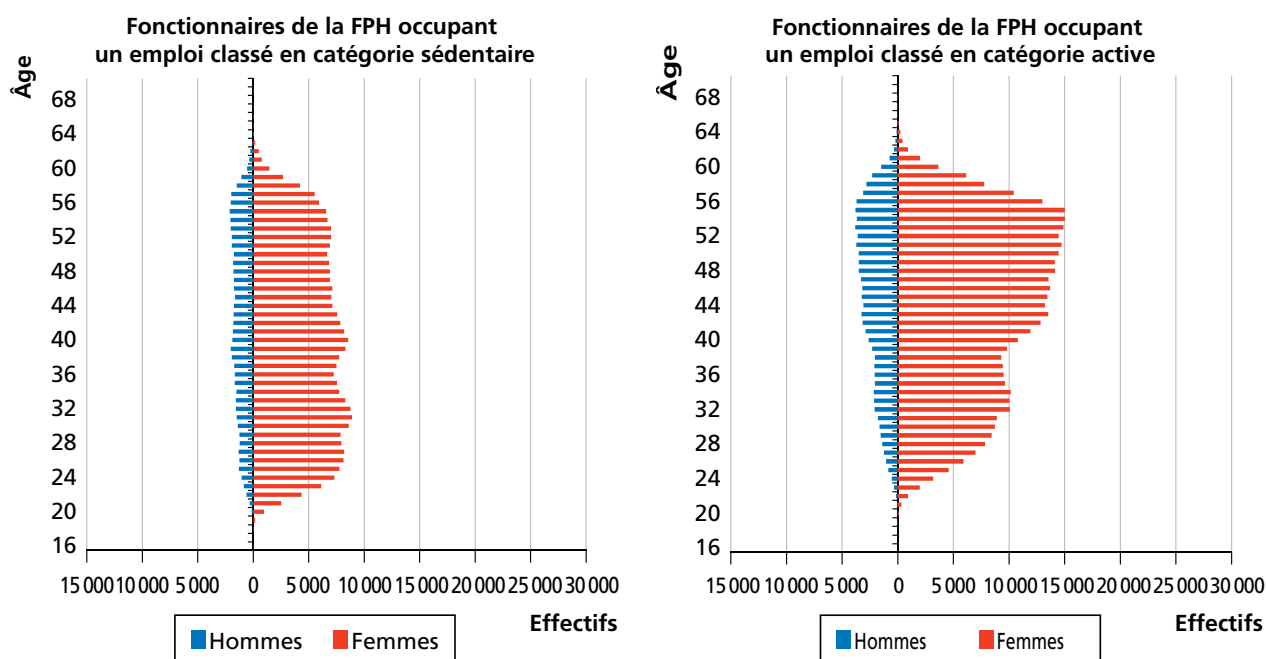 Fonctionnaires de la FPH occupant
un emploi classé en catégorie sédentaire
Âge
68
64
60
56
52
48
44
40
36
32
28
24
20
16
15 000 10 000 5 000 0 5 000 10 000 15 000 20 000 25 000 30 000
Effectifs
Hommes Femmes
Fonctionnaires de la FPH occupant
un emploi classé en catégorie active
Âge
68
64
60
56
52
48
44
40
36
32
28
24
20
16
15 000 10 000 5 000 0 5 000 10 000 15 000 20 000 25 000 30 000
Effectifs
Hommes Femmes